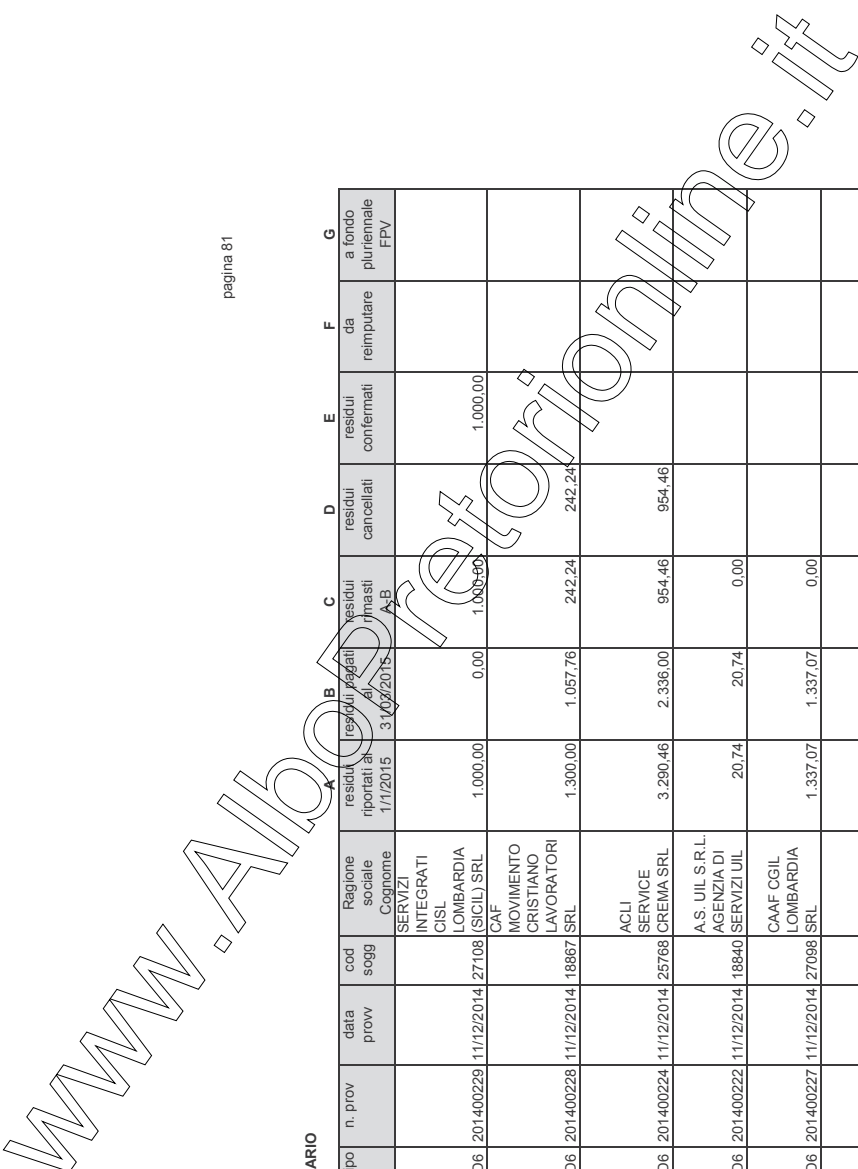 pagina 81
ARIO
A B C D E F G
po n. prov data provv cod sogg Ragione sociale Cognome residui riportati al 1/1/2015 residui pagati al 31/03/2015 residui rimasti A-B residui cancellati residui confermati da reimputare a fondo pluriennale FPV
06 201400229 11/12/2014 27108 SERVIZI INTEGRATI CISL LOMBARDIA (SICIL) SRL 1.000,00 0,00 1.000,00 1.000,00
06 201400228 11/12/2014 18867 CAF MOVIMENTO CRISTIANO LAVORATORI SRL 1.300,00 1.057,76 242,24 242,24
06 201400224 11/12/2014 25768 ACLI SERVICE CREMA SRL 3.290,46 2.336,00 954,46 954,46
06 201400222 11/12/2014 18840 A.S. UIL S.R.L. AGENZIA DI SERVIZI UIL 20,74 20,74 0,00
06 201400227 11/12/2014 27098 CAAF CGIL LOMBARDIA SRL 1.337,07 1.337,07 0,00
www.AlboPretorionline.it